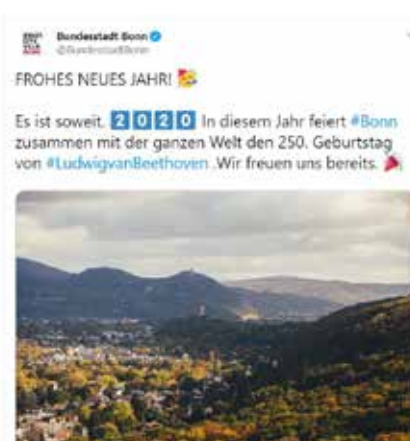 Bundesstadt Bonn
@BundesstadtBonn
FROHES NEUES JAHR! 🥳
Es ist soweit. 2️⃣0️⃣2️⃣0️⃣ In diesem Jahr feiert #Bonn
zusammen mit der ganzen Welt den 250. Geburtstag
von #LudwigvanBeethoven .Wir freuen uns bereits. 🎉